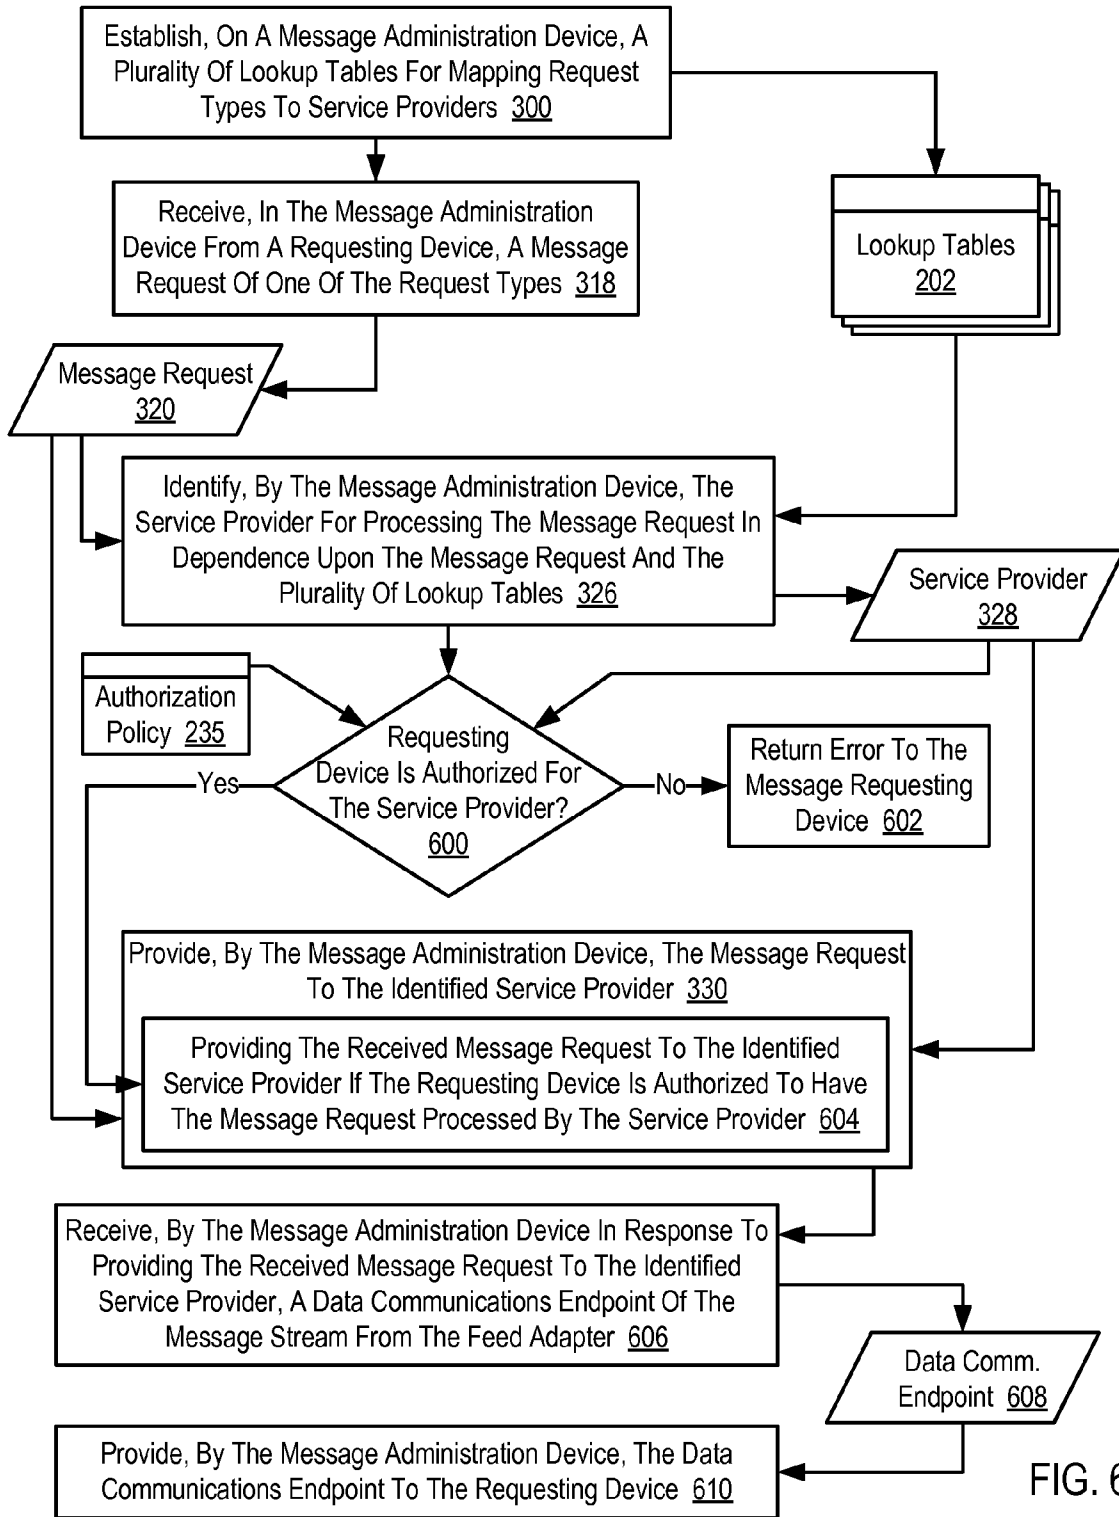 Establish, On A Message Administration Device, A
Plurality Of Lookup Tables For Mapping Request
Types To Service Providers 300
Receive, In The Message Administration
Device From A Requesting Device, A Message
Request Of One Of The Request Types 318
Lookup Tables
202
Message Request
320
Identify, By The Message Administration Device, The
Service Provider For Processing The Message Request In
Dependence Upon The Message Request And The
Plurality Of Lookup Tables 326
Service Provider
328
Authorization
Policy 235
Requesting
Device Is Authorized For
The Service Provider?
600
Yes
No
Return Error To The
Message Requesting
Device 602
Provide, By The Message Administration Device, The Message Request
To The Identified Service Provider 330
Providing The Received Message Request To The Identified
Service Provider If The Requesting Device Is Authorized To Have
The Message Request Processed By The Service Provider 604
Receive, By The Message Administration Device In Response To
Providing The Received Message Request To The Identified
Service Provider, A Data Communications Endpoint Of The
Message Stream From The Feed Adapter 606
Data Comm.
Endpoint 608
Provide, By The Message Administration Device, The Data
Communications Endpoint To The Requesting Device 610
FIG. 6